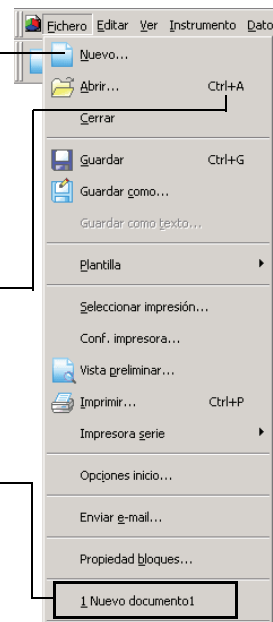 Fichero Editar Ver Instrumento Dato
Nuevo...
Abrir... Ctrl+A
Cerrar
Guardar Ctrl+G
Guardar como...
Guardar como texto...
Plantilla
Seleccionar impresión...
Conf. impresora...
Vista preliminar...
Imprimir... Ctrl+P
Impresora serie
Opciones inicio...
Enviar e-mail...
Propiedad bloques...
1 Nuevo documento1